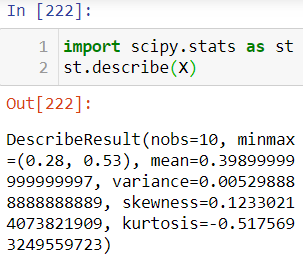 In [222]:
1 import scipy.stats as st
2 st.describe(X)
Out[222]:
DescribeResult(nobs=10, minmax
=(0.28, 0.53), mean=0.39899999
999999997, variance=0.00529888
8888888889, skewness=0.1233021
4073821909, kurtosis=-0.517569
3249559723)